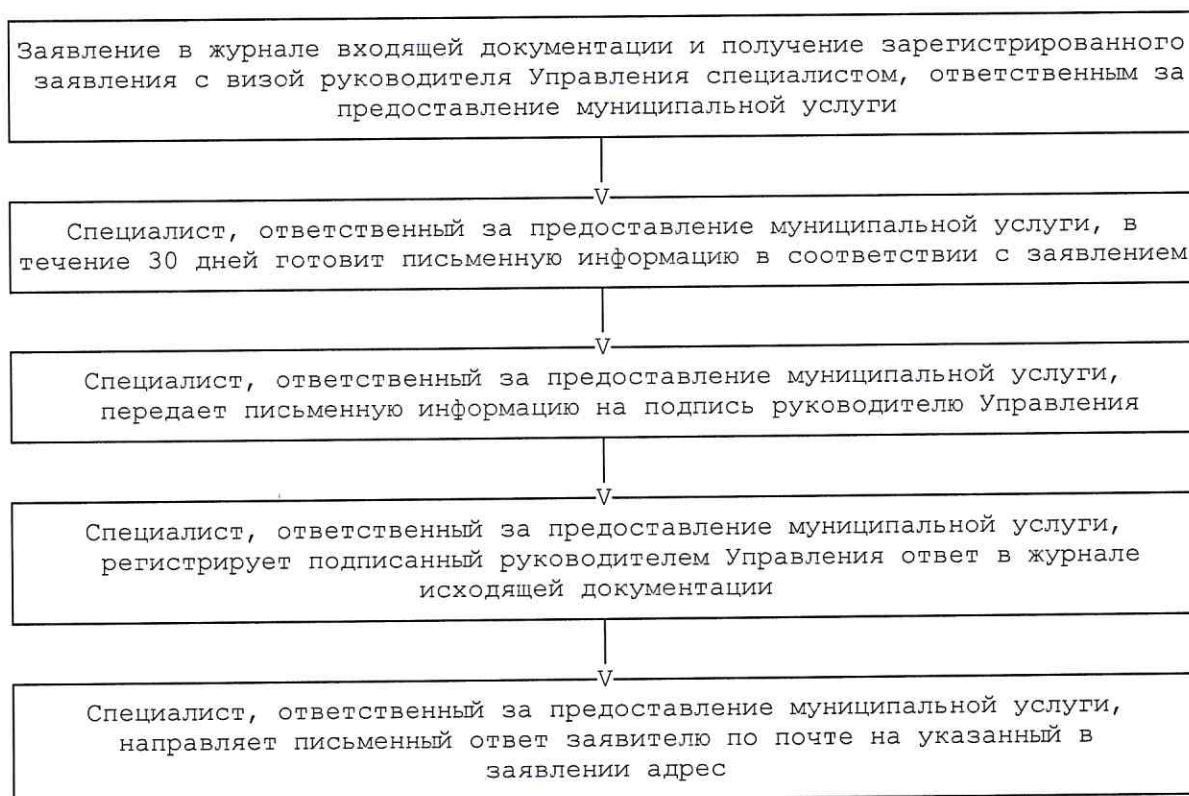 Заявление в журнале входящей документации и получение зарегистрированного
заявления с визой руководителя Управления специалистом, ответственным за
предоставление муниципальной услуги
V
Специалист, ответственный за предоставление муниципальной услуги, в
течение 30 дней готовит письменную информацию в соответствии с заявлением
V
Специалист, ответственный за предоставление муниципальной услуги,
передает письменную информацию на подпись руководителю Управления
V
Специалист, ответственный за предоставление муниципальной услуги,
регистрирует подписанный руководителем Управления ответ в журнале
исходящей документации
V
Специалист, ответственный за предоставление муниципальной услуги,
направляет письменный ответ заявителю по почте на указанный в
заявлении адрес